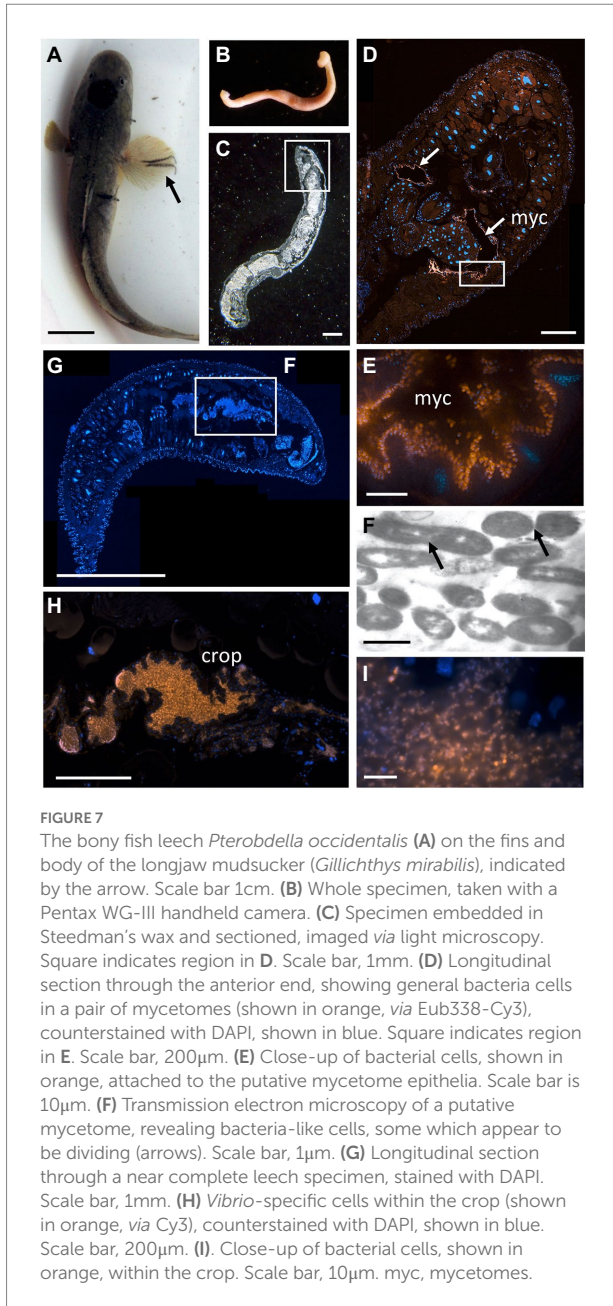 A
B
D
C
myc
G
F
E
myc
F
H
crop
I
FIGURE 7
The bony fish leech Pterobdella occidentalis (A) on the fins and
body of the longjaw mudsucker (Gillichthys mirabilis), indicated
by the arrow. Scale bar 1cm. (B) Whole specimen, taken with a
Pentax WG-III handheld camera. (C) Specimen embedded in
Steedman's wax and sectioned, imaged via light microscopy.
Square indicates region in D. Scale bar, 1mm. (D) Longitudinal
section through the anterior end, showing general bacteria cells
in a pair of mycetomes (shown in orange, via Eub338-Cy3),
counterstained with DAPI, shown in blue. Square indicates region
in E. Scale bar, 200μm. (E) Close-up of bacterial cells, shown in
orange, attached to the putative mycetome epithelia. Scale bar is
10μm. (F) Transmission electron microscopy of a putative
mycetome, revealing bacteria-like cells, some which appear to
be dividing (arrows). Scale bar, 1μm. (G) Longitudinal section
through a near complete leech specimen, stained with DAPI.
Scale bar, 1mm. (H) Vibrio-specific cells within the crop (shown
in orange, via Cy3), counterstained with DAPI, shown in blue.
Scale bar, 200μm. (I). Close-up of bacterial cells, shown in
orange, within the crop. Scale bar, 10μm. myc, mycetomes.